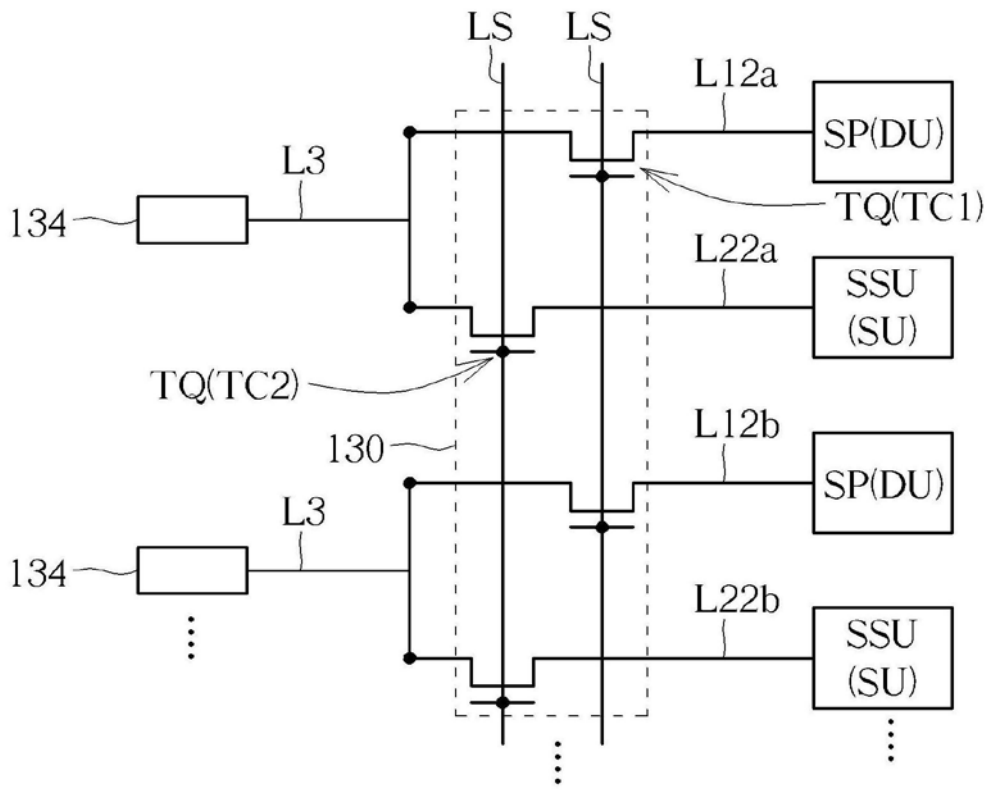 LS
LS
L12a
SP(DU)
L3
134
TQ(TC1)
L22a
SSU
(SU)
TQ(TC2)
130
L12b
SP(DU)
L3
134
L22b
SSU
(SU)